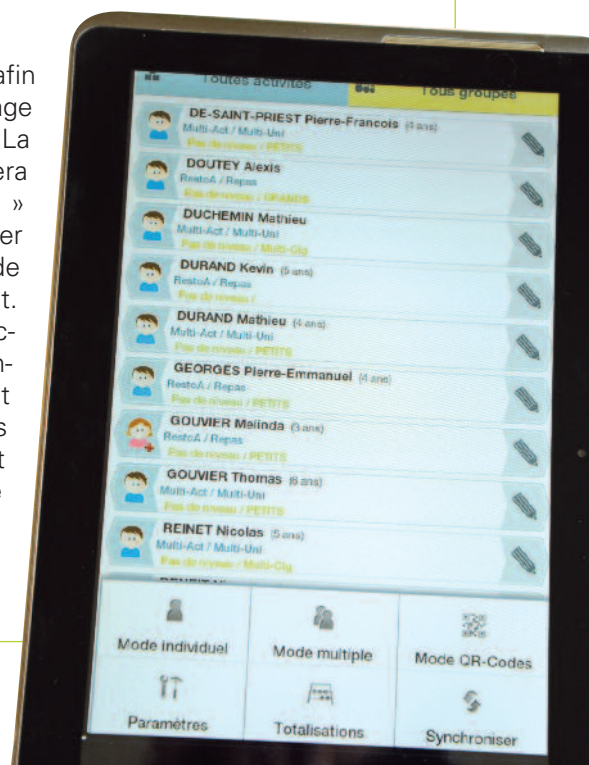 afin
age
La
era
»
er
de
t.
c-
n-
t
s
t
e
Toutes activités
Tous groupes
DE-SAINT-PRIEST Pierre-Francois (4 ans)
Multi-Act / Multi-Uni
Pas de niveau / PETITS
DOUTEY Alexis
RestoA / Repas
Pas de niveau / GRANDS
DUCHEMIN Mathieu
Multi-Act / Multi-Uni
Pas de niveau / Multi-Clg
DURAND Kevin (5 ans)
RestoA / Repas
Pas de niveau /
DURAND Mathieu (4 ans)
Multi-Act / Multi-Uni
Pas de niveau / PETITS
GEORGES Pierre-Emmanuel (4 ans)
RestoA / Repas
Pas de niveau / PETITS
GOUVIER Melinda (3 ans)
RestoA / Repas
Pas de niveau / PETITS
GOUVIER Thomas (6 ans)
Multi-Act / Multi-Uni
Pas de niveau / PETITS
REINET Nicolas (5 ans)
Multi-Act / Multi-Uni
Pas de niveau / Multi-Clg
Mode individuel
Mode multiple
Mode QR-Codes
Paramètres
Totalisations
Synchroniser